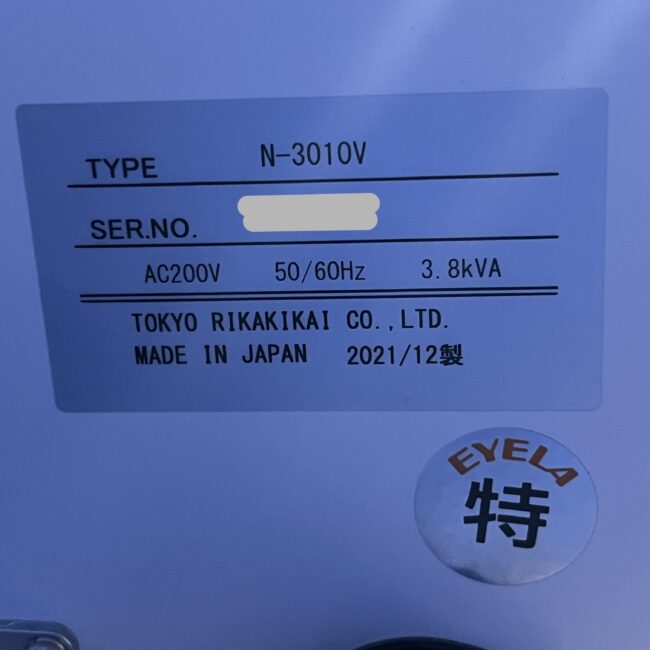 TYPE N-3010V
SER.NO.
AC200V 50/60Hz 3.8kVA
TOKYO RIKAKIKAI CO.,LTD.
MADE IN JAPAN 2021/12製
EYELA
特